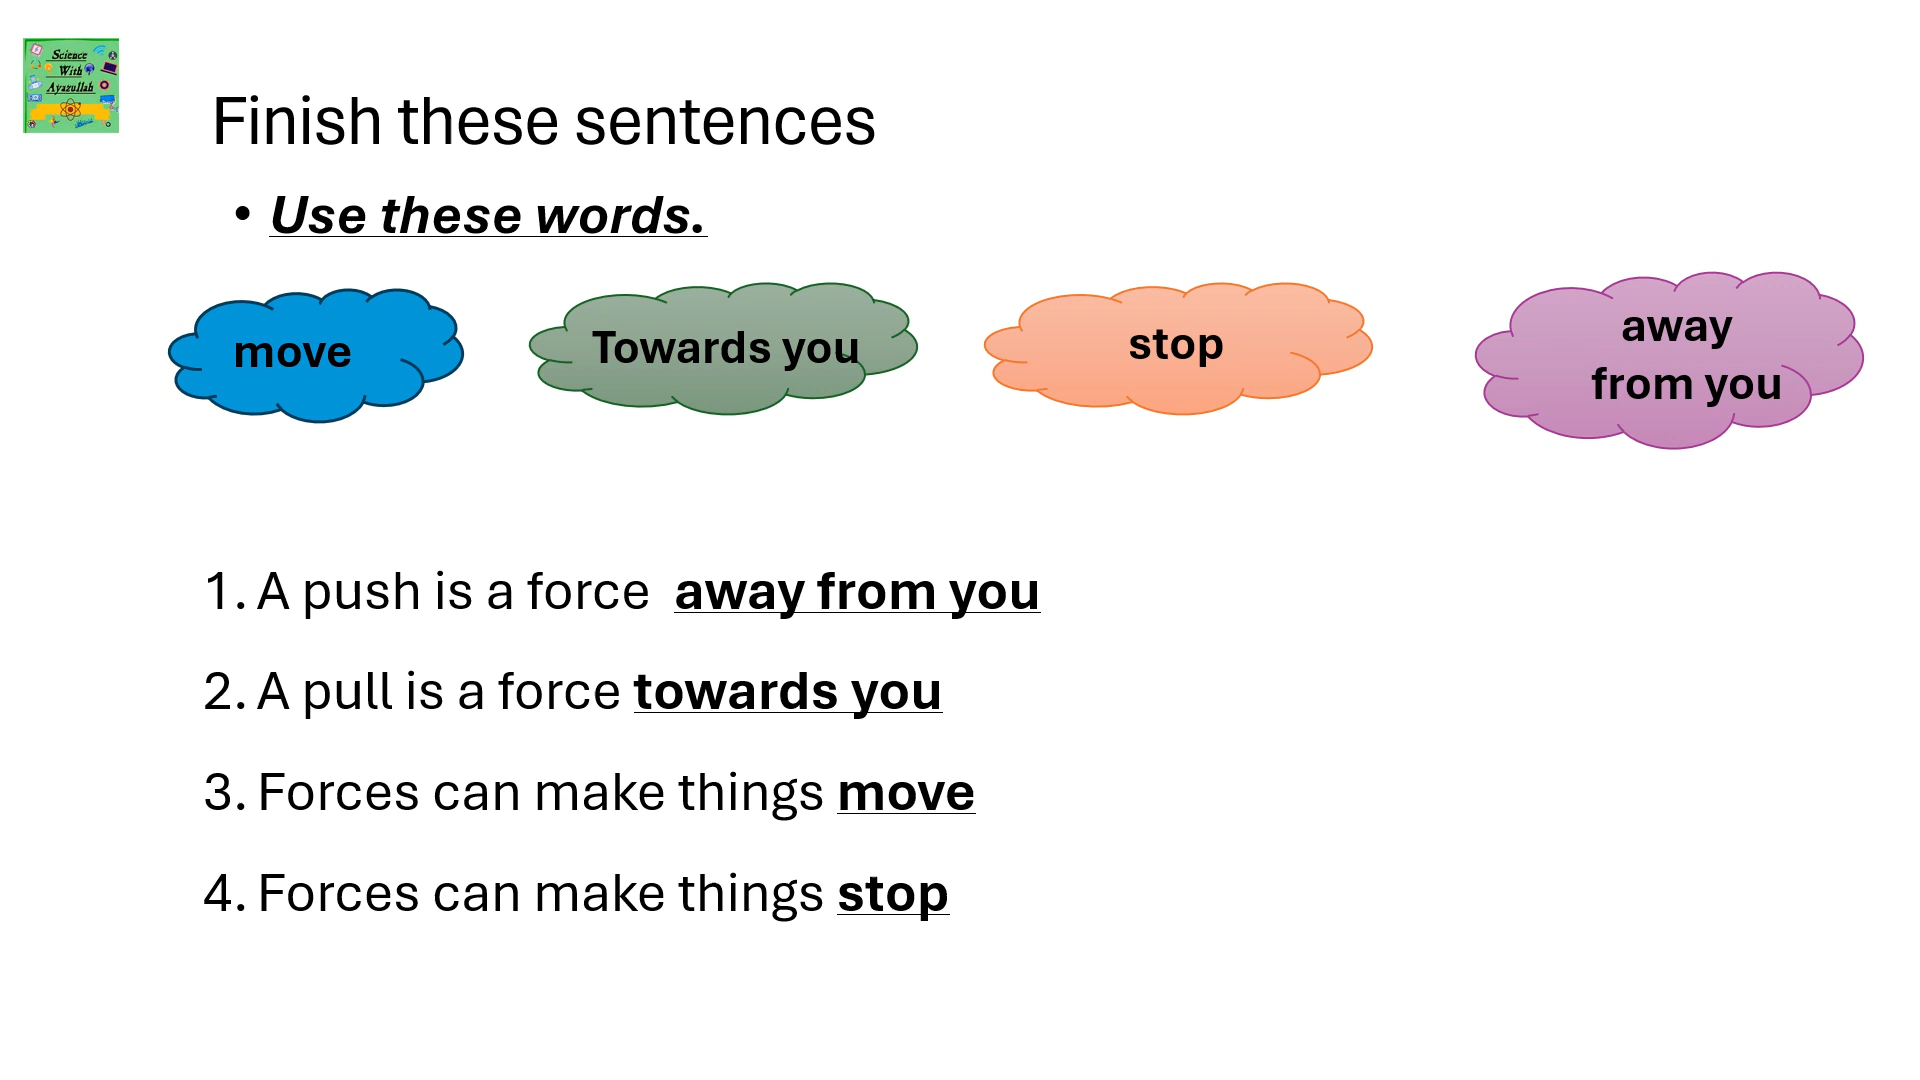 Science
With
Ayazullah
Finish these sentences
• Use these words.
move
Towards you
stop
away
from you
1. A push is a force away from you
2. A pull is a force towards you
3. Forces can make things move
4. Forces can make things stop